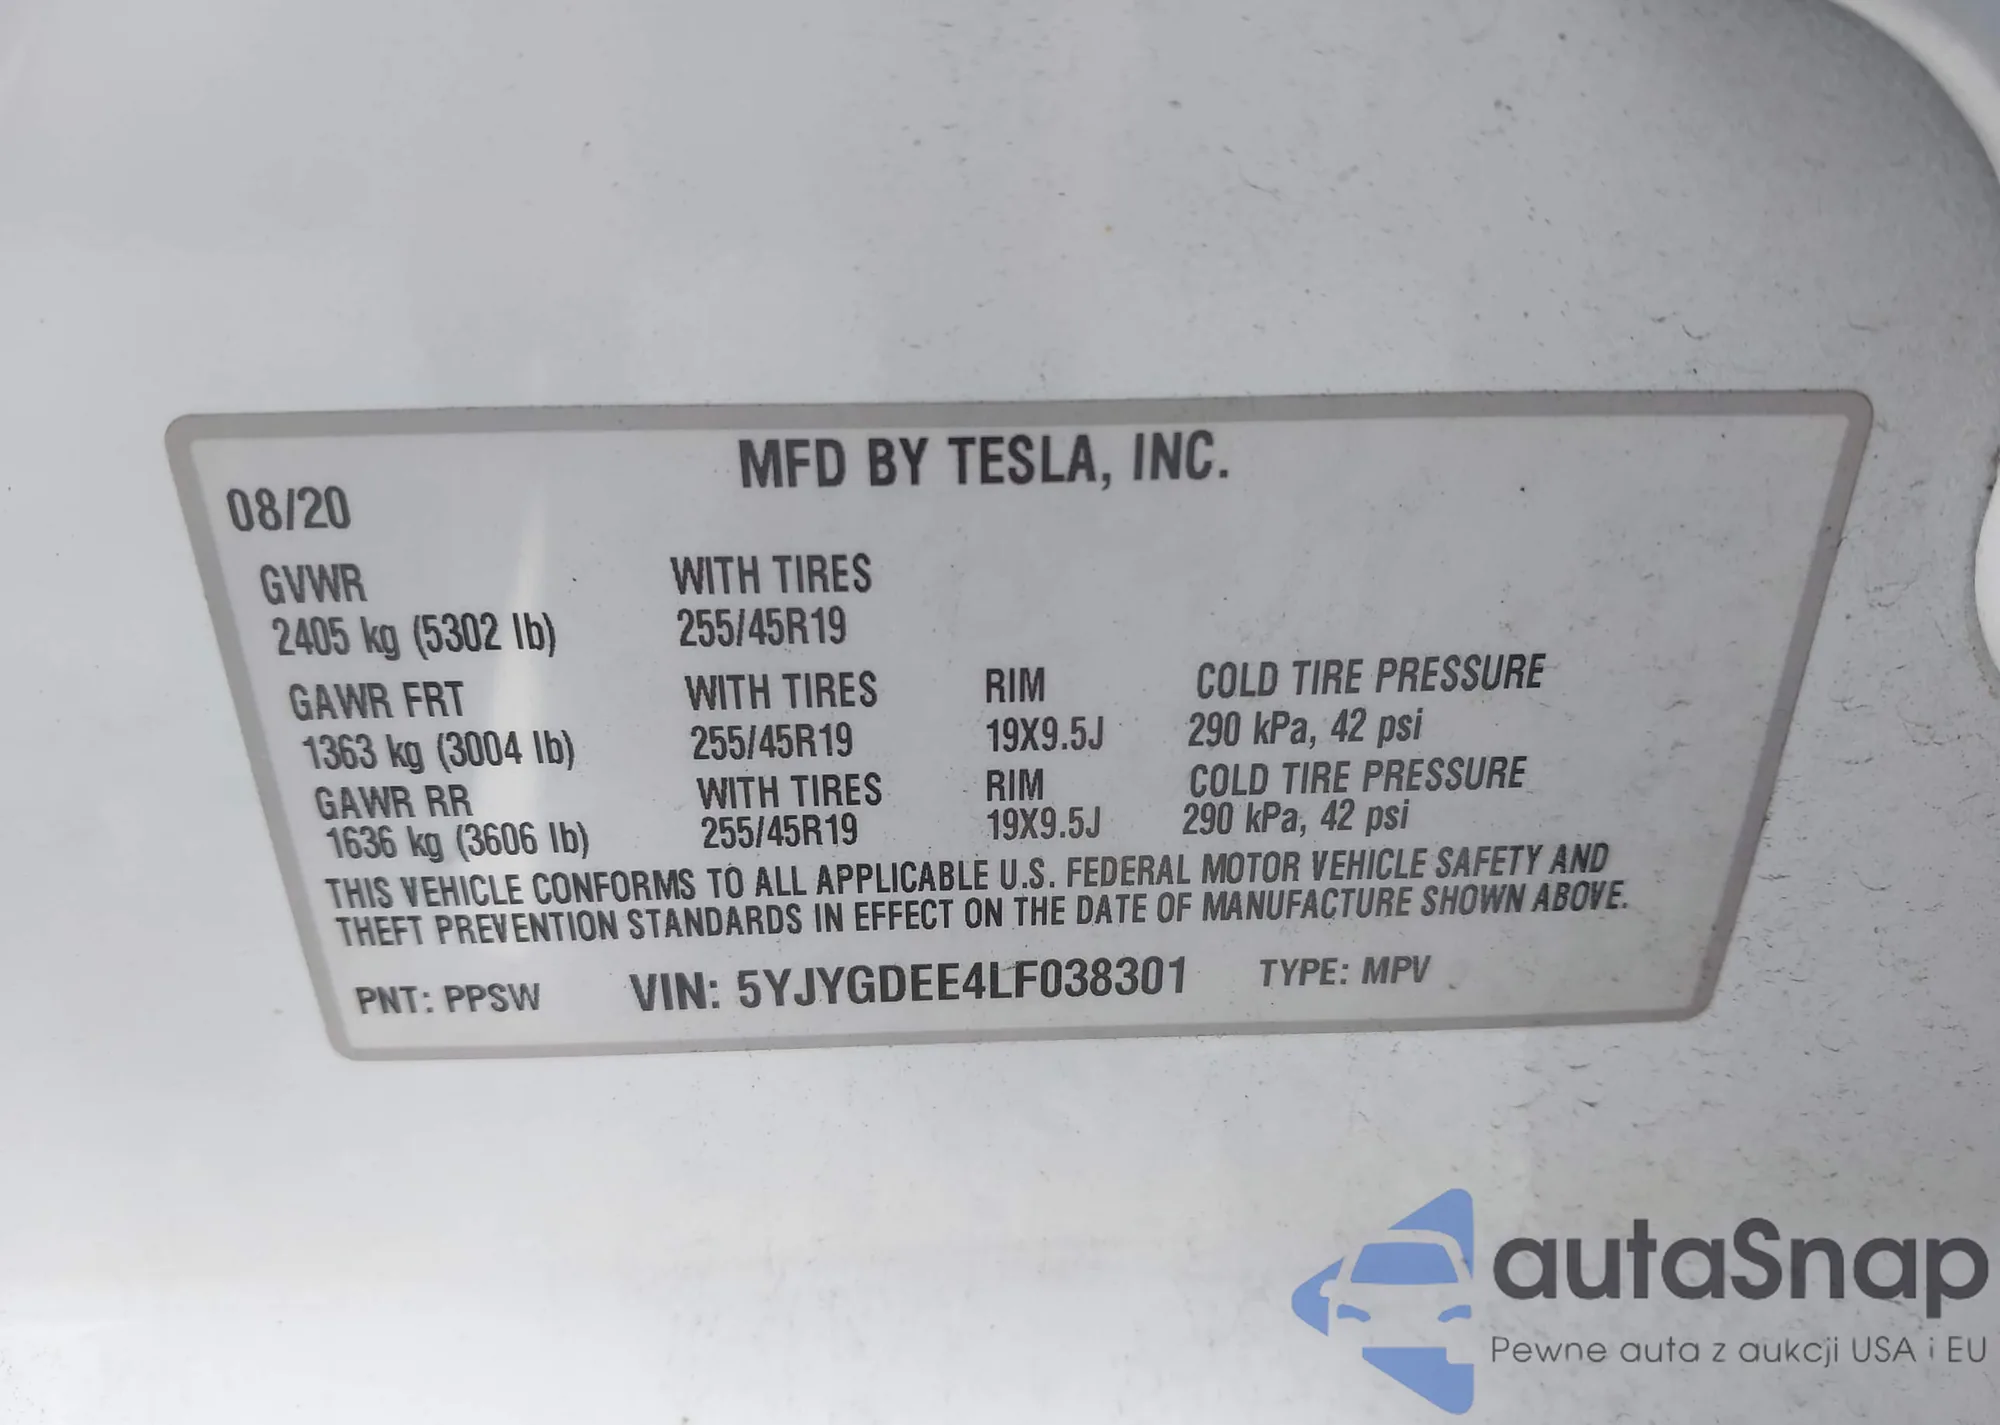 MFD BY TESLA, INC.
08/20
GVWR WITH TIRES
2405 kg (5302 lb) 255/45R19
GAWR FRT WITH TIRES RIM COLD TIRE PRESSURE
1363 kg (3004 lb) 255/45R19 19X9.5J 290 kPa, 42 psi
GAWR RR WITH TIRES RIM COLD TIRE PRESSURE
1636 kg (3606 lb) 255/45R19 19X9.5J 290 kPa, 42 psi
THIS VEHICLE CONFORMS TO ALL APPLICABLE U.S. FEDERAL MOTOR VEHICLE SAFETY AND
THEFT PREVENTION STANDARDS IN EFFECT ON THE DATE OF MANUFACTURE SHOWN ABOVE.
PNT: PPSW VIN: 5YJYGDEE4LF038301 TYPE: MPV
autaSnap
Pewne auta z aukcji USA i EU